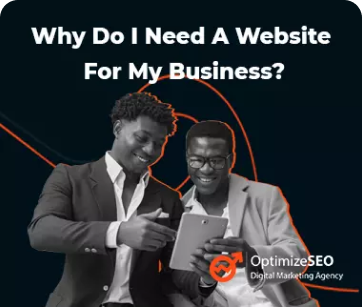 Why Do I Need A Website
For My Business?
OptimizeSEO
Digital Marketing Agency